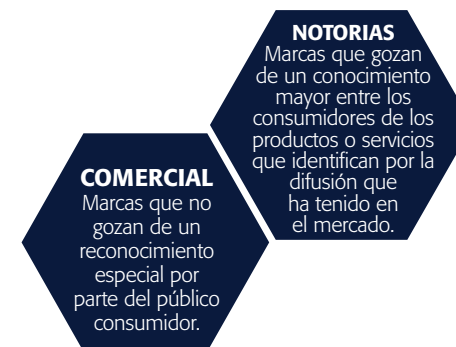 NOTORIAS
Marcas que gozan
de un conocimiento
mayor entre los
consumidores de los
productos o servicios
que identifican por la
difusión que
ha tenido en
el mercado.
COMERCIAL
Marcas que no
gozan de un
reconocimiento
especial por
parte del público
consumidor.